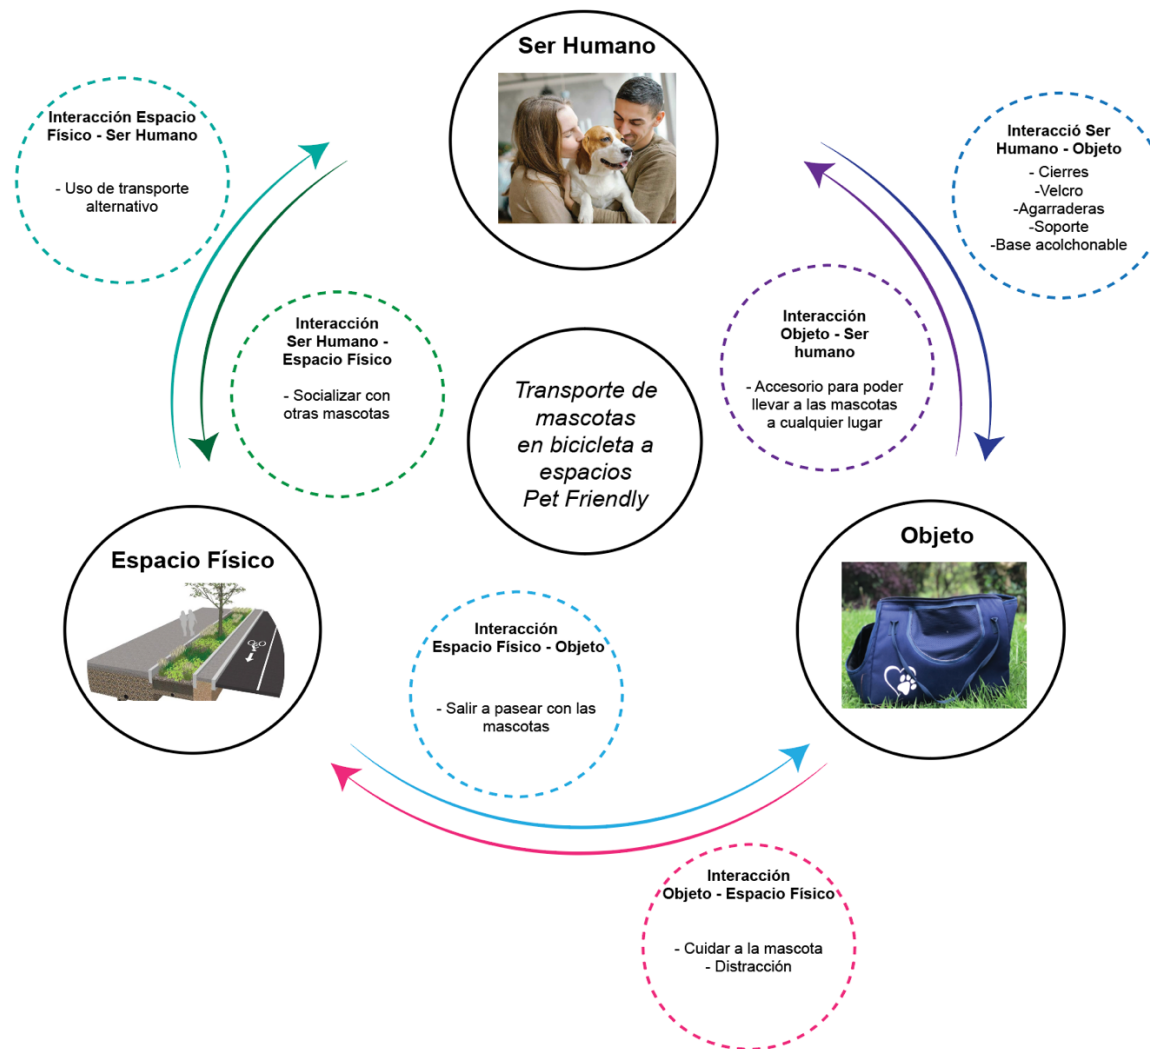 Ser Humano
Interacción Espacio
Físico - Ser Humano
- Uso de transporte
alternativo
Interacció Ser
Humano - Objeto
- Cierres
- Velcro
- Agarraderas
- Soporte
-Base acolchonable
Interacción
Ser Humano -
Espacio Físico
- Socializar con
otras mascotas
Interacción
Objeto - Ser
humano
- Accesorio para poder
llevar a las mascotas
a cualquier lugar
Transporte de
mascotas
en bicicleta a
espacios
Pet Friendly
Espacio Físico
Objeto
Interacción
Espacio Físico - Objeto
- Salir a pasear con las
mascotas
Interacción
Objeto - Espacio Físico
- Cuidar a la mascota
- Distracción